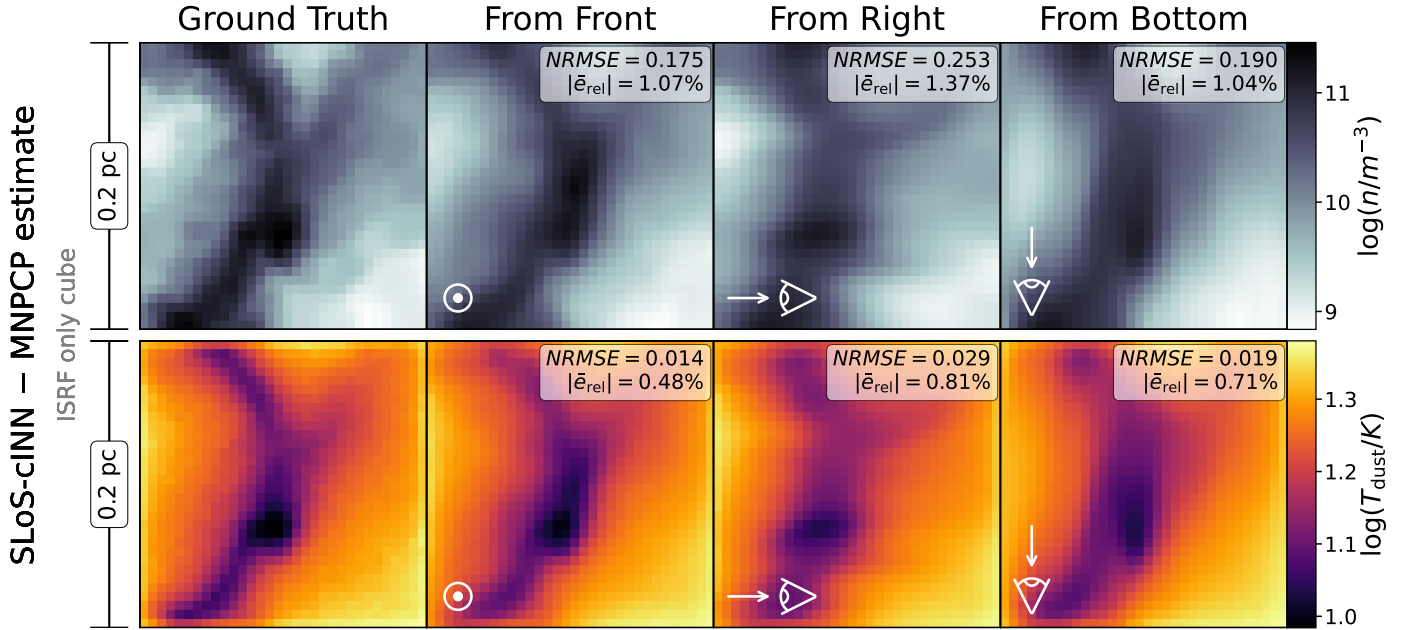 Ground Truth
From Front
From Right
From Bottom
SLoS-cINN − MNPCP estimate
ISRF only cube
0.2 pc
NRMSE = 0.175
|ē_rel| = 1.07%
NRMSE = 0.253
|ē_rel| = 1.37%
NRMSE = 0.190
|ē_rel| = 1.04%
11
10
9
log(n/m⁻³)
0.2 pc
NRMSE = 0.014
|ē_rel| = 0.48%
NRMSE = 0.029
|ē_rel| = 0.81%
NRMSE = 0.019
|ē_rel| = 0.71%
1.3
1.2
1.1
1.0
log(T_dust/K)